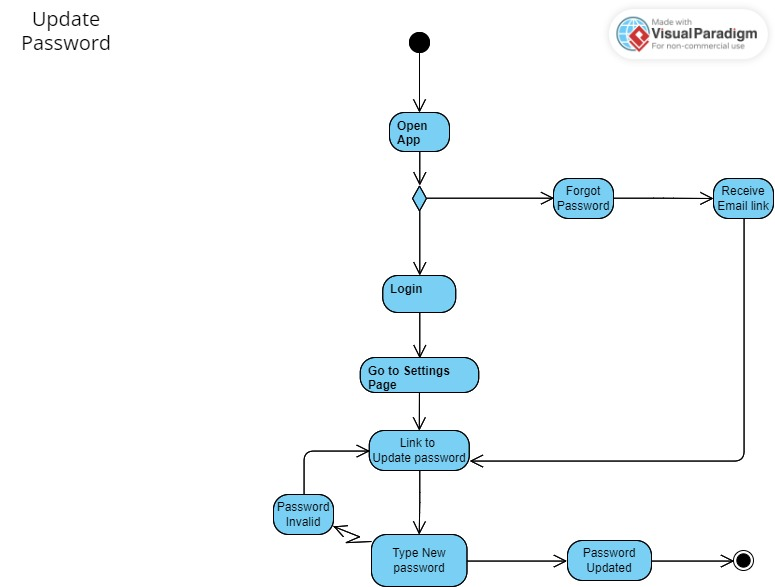 Update
Password
Made with
Visual Paradigm
For non-commercial use
Open
App
Forgot
Password
Receive
Email link
Login
Go to Settings
Page
Link to
Update password
Password
Invalid
Type New
password
Password
Updated